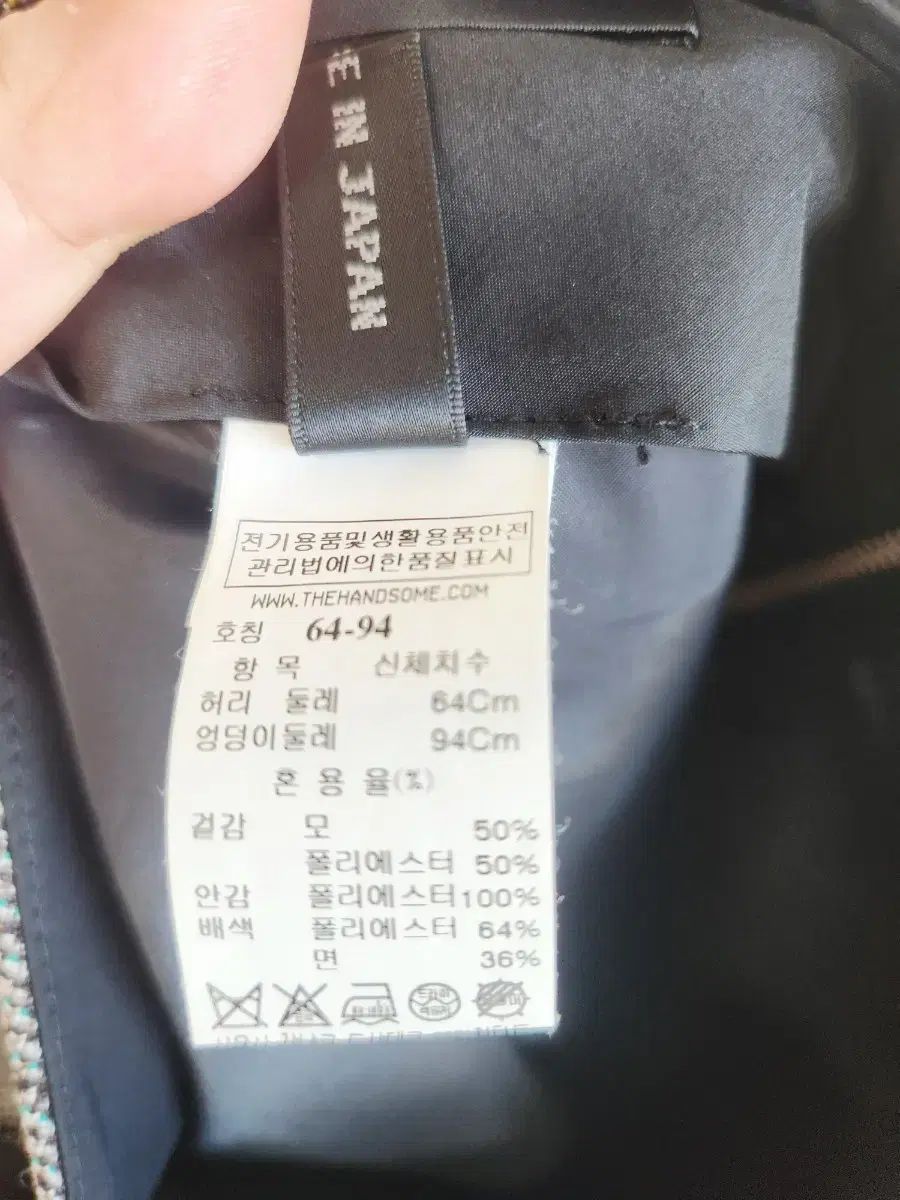 E IN JAPAN
전기용품및생활용품안전
관리법에의한품질표시
WWW.THEHANDSOME.COM
호칭 64-94
항 목 신체치수
허리 둘레 64Cm
엉덩이둘레 94Cm
혼 용 율(%)
겉감 모 50%
폴리에스터 50%
안감 폴리에스터 100%
배색 폴리에스터 64%
면 36%